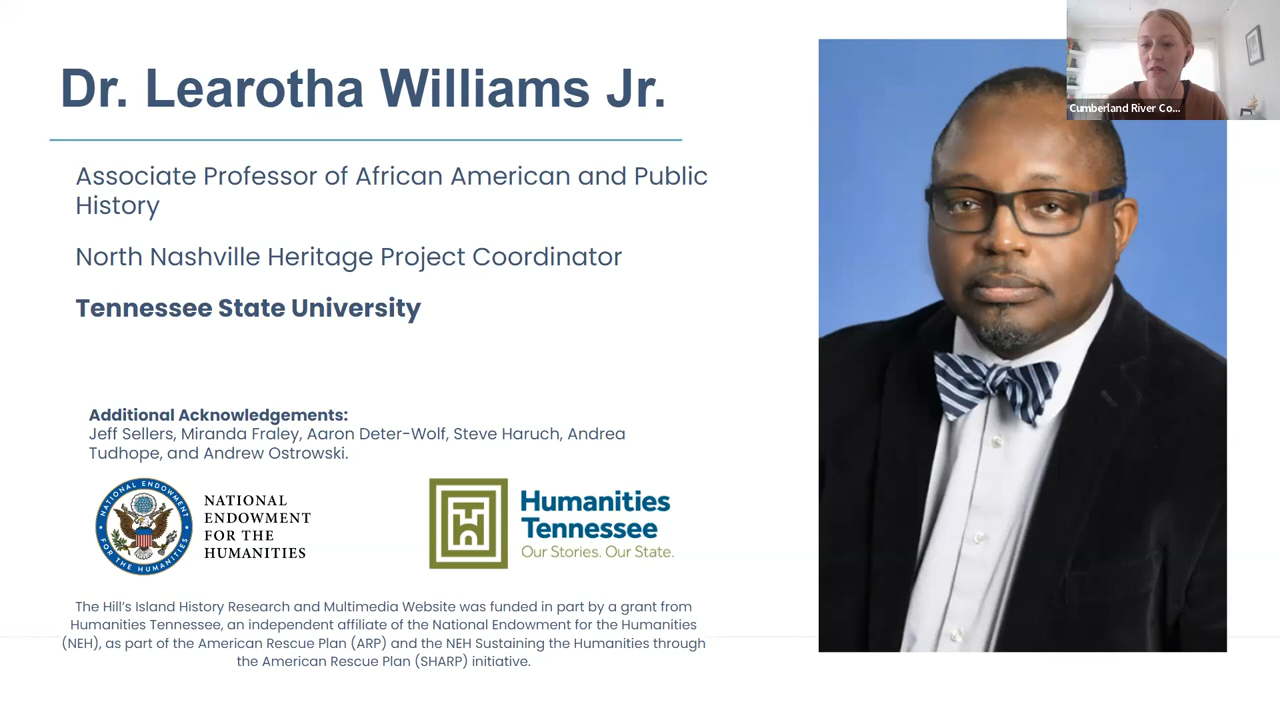 Dr. Learotha Williams Jr.
Cumberland River Co...
Associate Professor of African American and Public
History
North Nashville Heritage Project Coordinator
Tennessee State University
Additional Acknowledgements:
Jeff Sellers, Miranda Fraley, Aaron Deter-Wolf, Steve Haruch, Andrea
Tudhope, and Andrew Ostrowski.
NATIONAL ENDOWMENT
FOR THE HUMANITIES
NATIONAL
ENDOWMENT
FOR THE
HUMANITIES
Humanities
Tennessee
Our Stories. Our State.
The Hill's Island History Research and Multimedia Website was funded in part by a grant from
Humanities Tennessee, an independent affiliate of the National Endowment for the Humanities
(NEH), as part of the American Rescue Plan (ARP) and the NEH Sustaining the Humanities through
the American Rescue Plan (SHARP) initiative.